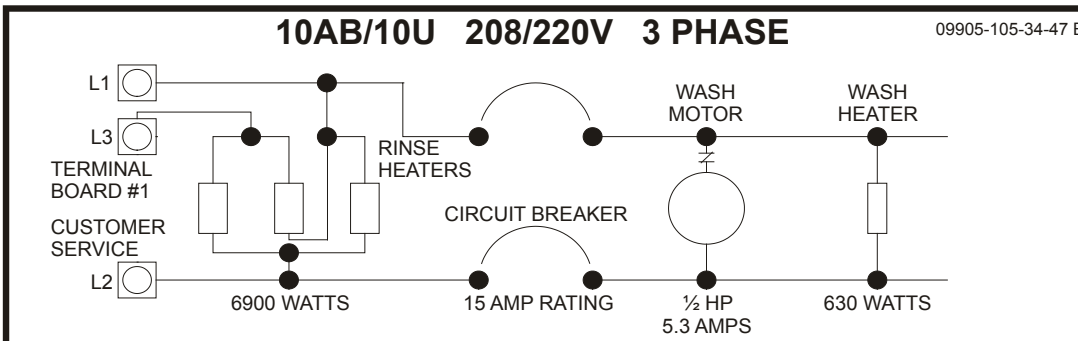 10AB/10U 208/220V 3 PHASE
09905-105-34-47 E
L1
L3
TERMINAL
BOARD #1
CUSTOMER
SERVICE
L2
RINSE
HEATERS
6900 WATTS
CIRCUIT BREAKER
15 AMP RATING
WASH
MOTOR
½ HP
5.3 AMPS
WASH
HEATER
630 WATTS